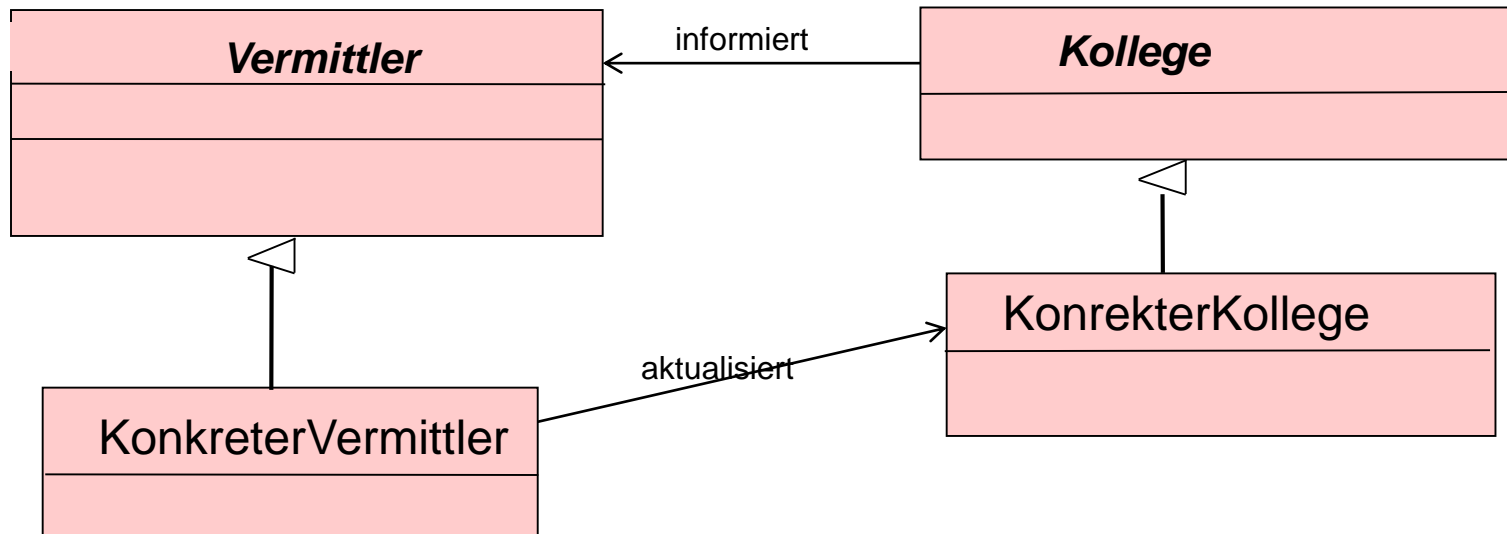 Vermittler
informiert
Kollege
KonrekterKollege
aktualisiert
KonkreterVermittler